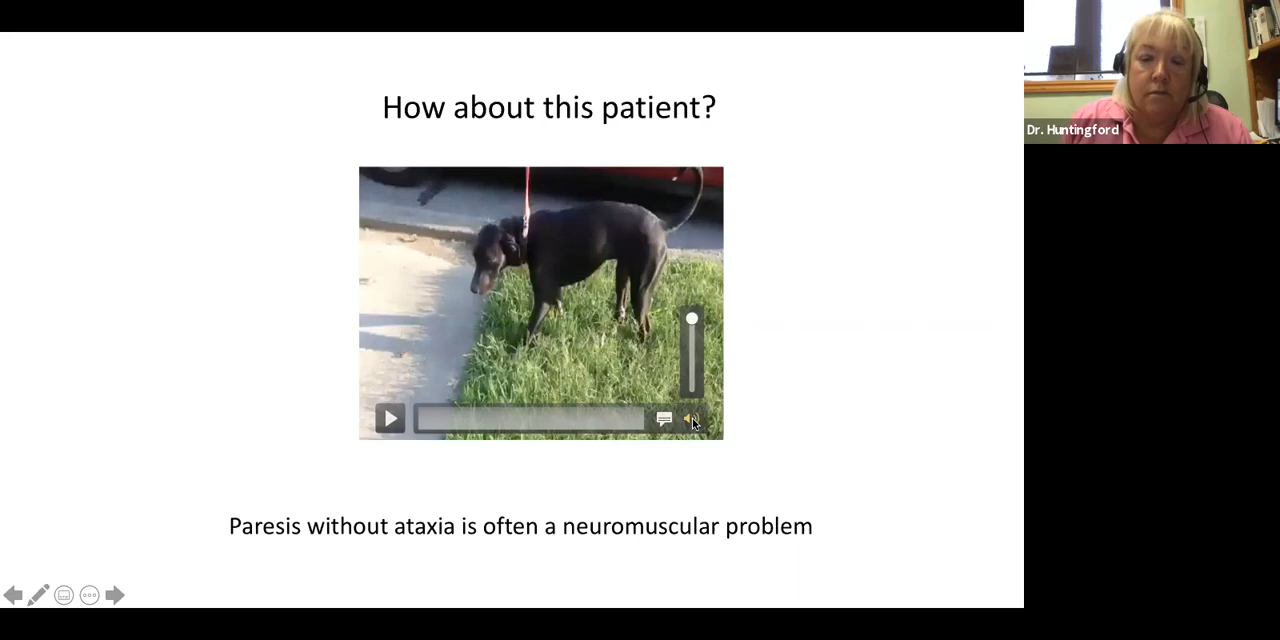 How about this patient?
Dr. Huntingford
Paresis without ataxia is often a neuromuscular problem